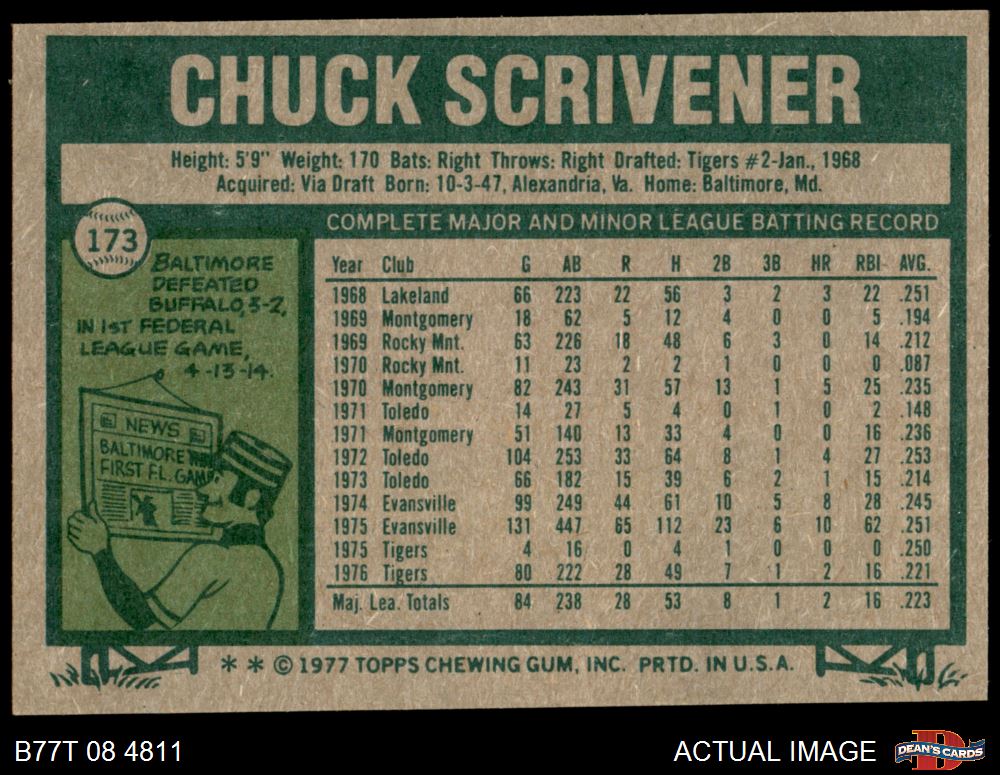 CHUCK SCRIVENER
Height: 5'9" Weight: 170 Bats: Right Throws: Right Drafted: Tigers #2-Jan., 1968
Acquired: Via Draft Born: 10-3-47, Alexandria, Va. Home: Baltimore, Md.
173
BALTIMORE
DEFEATED
BUFFALO, 3-2,
IN 1ST FEDERAL
LEAGUE GAME,
4-13-14.
NEWS
BALTIMORE WINS
FIRST F.L. GAME
COMPLETE MAJOR AND MINOR LEAGUE BATTING RECORD
Year Club G AB R H 2B 3B HR RBI AVG.
1968 Lakeland 66 223 22 56 3 2 3 22 .251
1969 Montgomery 18 62 5 12 4 0 0 5 .194
1969 Rocky Mnt. 63 226 18 48 6 3 0 14 .212
1970 Rocky Mnt. 11 23 2 2 1 0 0 0 .087
1970 Montgomery 82 243 31 57 13 1 5 25 .235
1971 Toledo 14 27 5 4 0 1 0 2 .148
1971 Montgomery 51 140 13 33 4 0 0 16 .236
1972 Toledo 104 253 33 64 8 1 4 27 .253
1973 Toledo 66 182 15 39 6 2 1 15 .214
1974 Evansville 99 249 44 61 10 5 8 28 .245
1975 Evansville 131 447 65 112 23 6 10 62 .251
1975 Tigers 4 16 0 4 1 0 0 0 .250
1976 Tigers 80 222 28 49 7 1 2 16 .221
Maj. Lea. Totals 84 238 28 53 8 1 2 16 .223
* * © 1977 TOPPS CHEWING GUM, INC. PRTD. IN U.S.A.
B77T 08 4811
ACTUAL IMAGE
DEAN'S CARDS